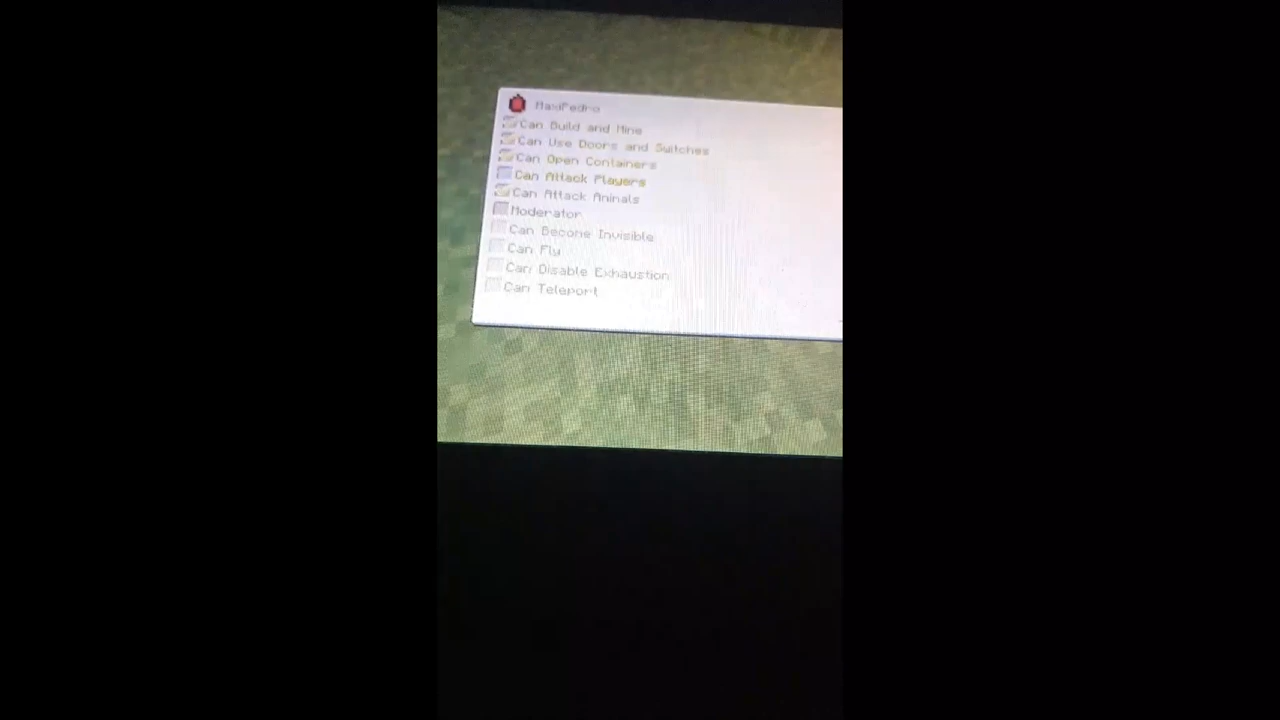 MaxiPedro
Can Build and Mine
Can Use Doors and Switches
Can Open Containers
Can Attack Players
Can Attack Animals
Moderator
Can Become Invisible
Can Fly
Can Disable Exhaustion
Can Teleport